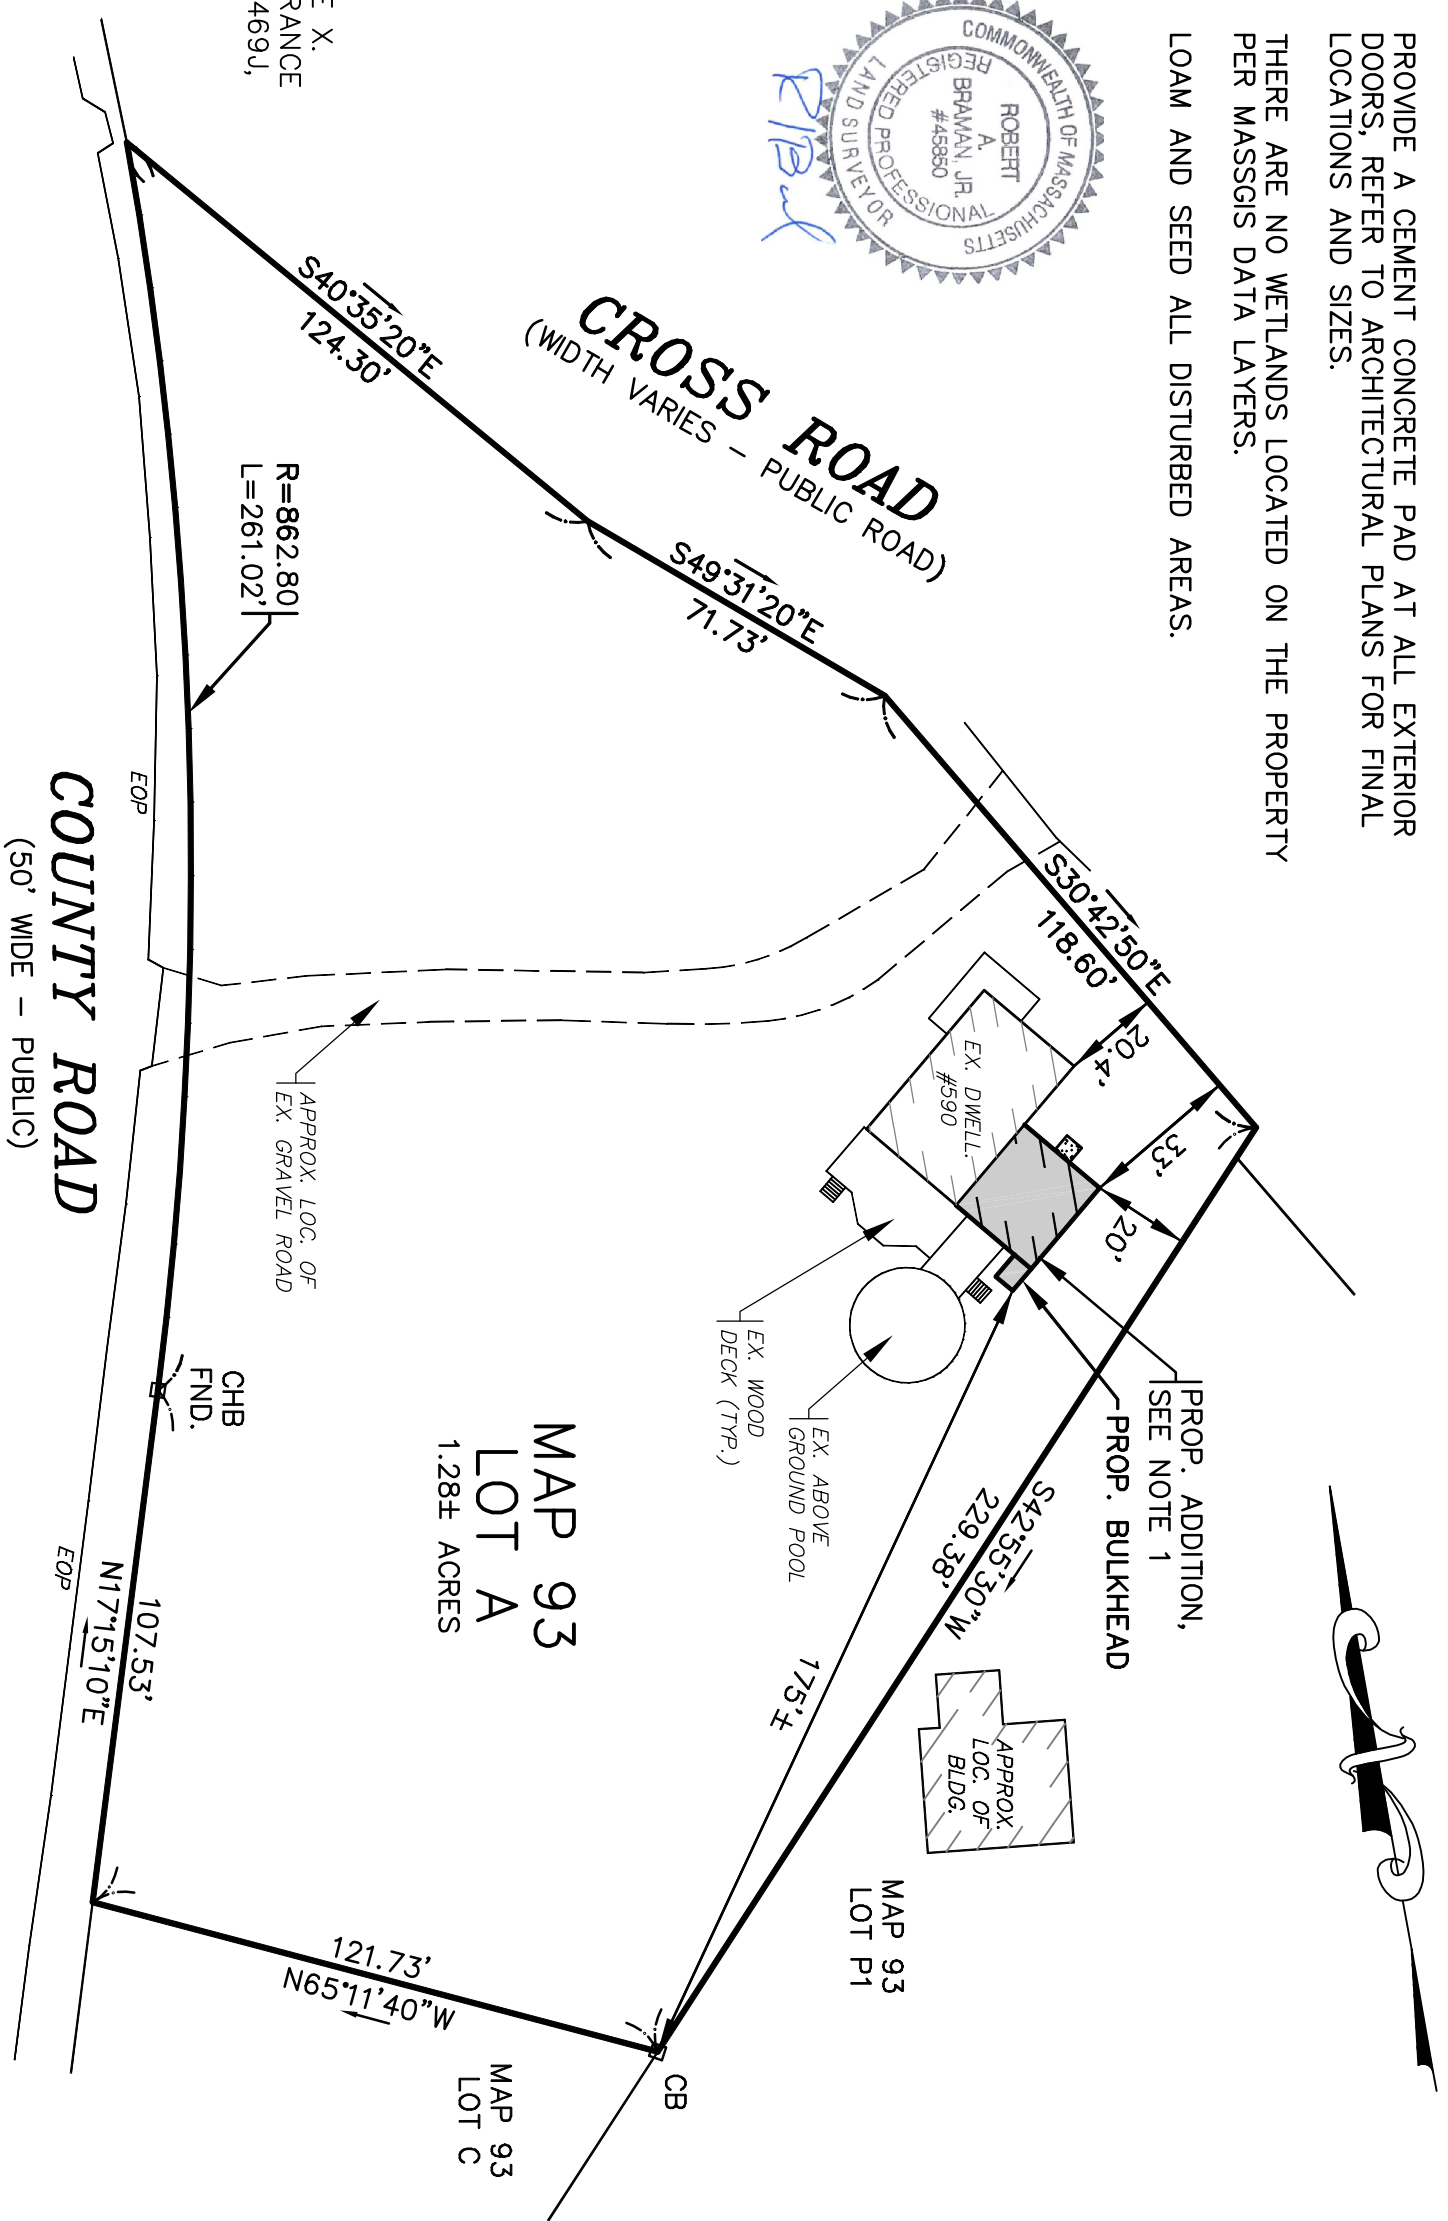 PROVIDE A CEMENT CONCRETE PAD AT ALL EXTERIOR
DOORS, REFER TO ARCHITECTURAL PLANS FOR FINAL
LOCATIONS AND SIZES.
THERE ARE NO WETLANDS LOCATED ON THE PROPERTY
PER MASSGIS DATA LAYERS.
LOAM AND SEED ALL DISTURBED AREAS.
COMMONWEALTH OF MASSACHUSETTS
ROBERT
A.
BRAMAN, JR.
#45860
REGISTERED PROFESSIONAL
LAND SURVEYOR
E X.
RANCE
469J,
CROSS ROAD
(WIDTH VARIES – PUBLIC ROAD)
S40°35'20"E
124.30'
S49°31'20"E
71.73'
S30°42'50"E
118.60'
20.4'
33'
20'
EX. DWELL.
#590
PROP. ADDITION,
SEE NOTE 1
PROP. BULKHEAD
S42°55'30"W
229.38'
175'±
EX. ABOVE
GROUND POOL
EX. WOOD
DECK (TYP.)
APPROX.
LOC. OF
BLDG.
MAP 93
LOT P1
MAP 93
LOT A
1.28± ACRES
R=862.80
L=261.02'
APPROX. LOC. OF
EX. GRAVEL ROAD
CHB
FND.
EOP
COUNTY ROAD
(50' WIDE – PUBLIC)
107.53'
N17°15'10"E
EOP
121.73'
N65°11'40"W
CB
MAP 93
LOT C